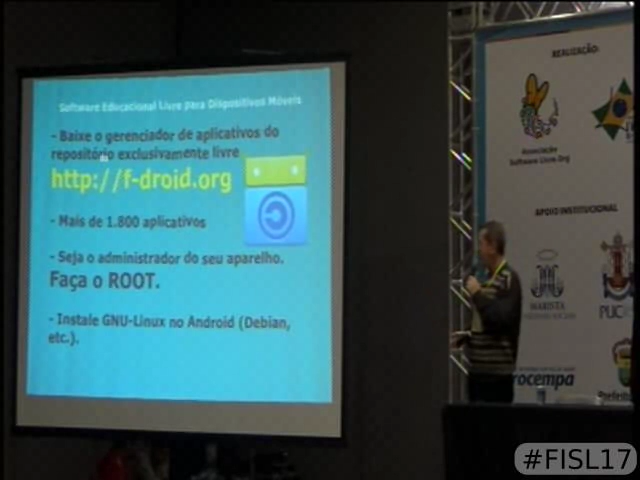 Software Educacional Livre para Dispositivos Móveis
- Baixe o gerenciador de aplicativos do
repositório exclusivamente livre
http://f-droid.org
- Mais de 1.800 aplicativos
- Seja o administrador do seu aparelho.
Faça o ROOT.
- Instale GNU-Linux no Android (Debian,
etc.).
REALIZAÇÃO:
Associação
Software Livre.Org
APOIO INSTITUCIONAL
MARISTA
PUC
rocempa
Prefeit
#FISL17